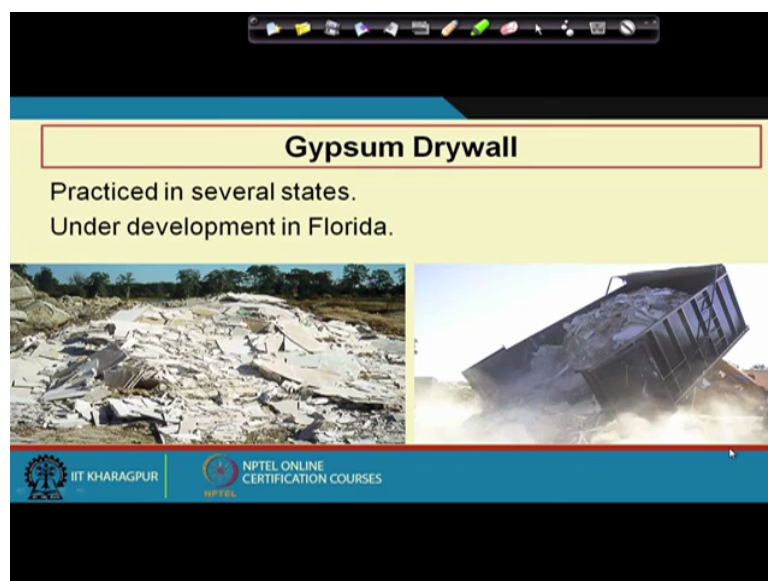 Gypsum Drywall
Practiced in several states.
Under development in Florida.
IIT KHARAGPUR
NPTEL ONLINE
CERTIFICATION COURSES
NPTEL